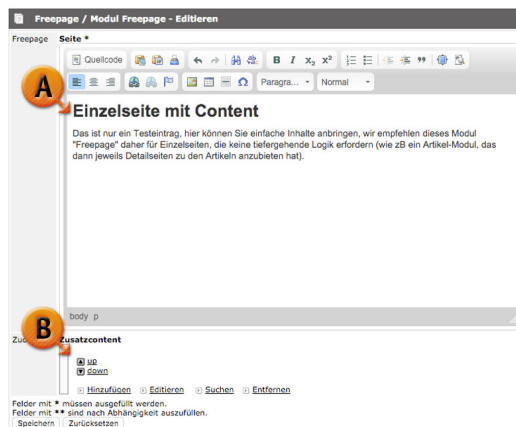 Freepage / Modul Freepage - Editieren
Freepage Seite *
Quellcode B I x₂ x²
Paragra... Normal
A
Einzelseite mit Content
Das ist nur ein Testeintrag, hier können Sie einfache Inhalte anbringen, wir empfehlen dieses Modul
"Freepage" daher für Einzelseiten, die keine tiefergehende Logik erfordern (wie zB ein Artikel-Modul, das
dann jeweils Detailseiten zu den Artikeln anzubieten hat).
body p
B
Zusatzcontent
up
down
Hinzufügen Editieren Suchen Entfernen
Felder mit * müssen ausgefüllt werden.
Felder mit ** sind nach Abhängigkeit auszufüllen.
Speichern Zurücksetzen